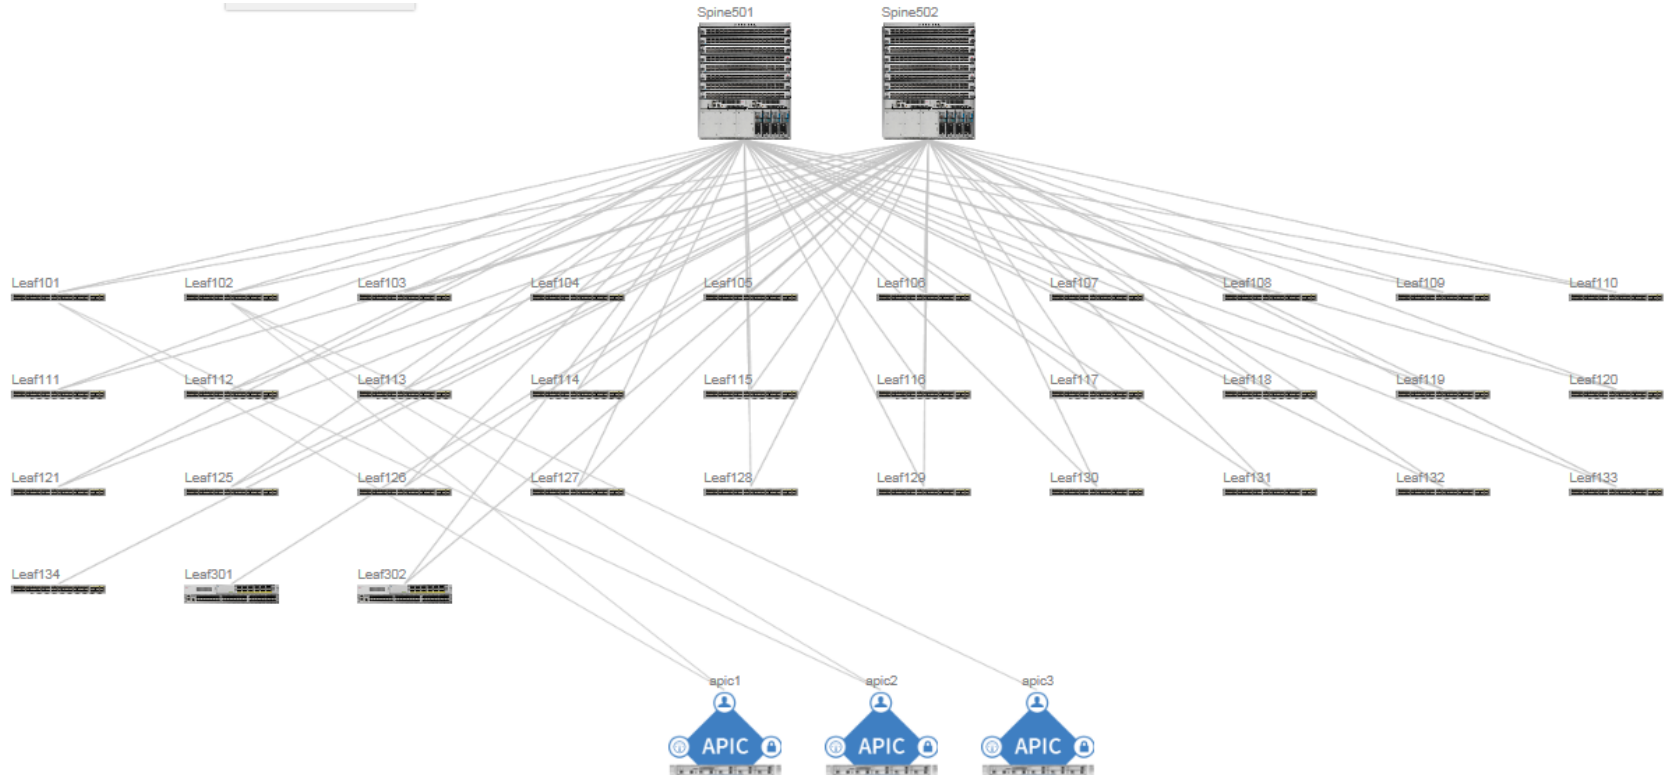 Spine501 Spine502
Leaf101 Leaf102 Leaf103 Leaf104 Leaf105 Leaf106 Leaf107 Leaf108 Leaf109 Leaf110
Leaf111 Leaf112 Leaf113 Leaf114 Leaf115 Leaf116 Leaf117 Leaf118 Leaf119 Leaf120
Leaf121 Leaf125 Leaf126 Leaf127 Leaf128 Leaf129 Leaf130 Leaf131 Leaf132 Leaf133
Leaf134 Leaf301 Leaf302
apic1 apic2 apic3
APIC APIC APIC